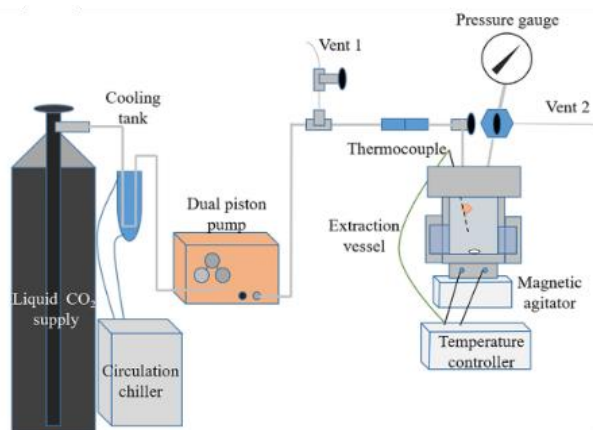 Pressure gauge
Vent 1
Cooling
tank
Vent 2
Thermocouple
Dual piston
pump
Extraction
vessel
Liquid CO₂
supply
Magnetic
agitator
Circulation
chiller
Temperature
controller